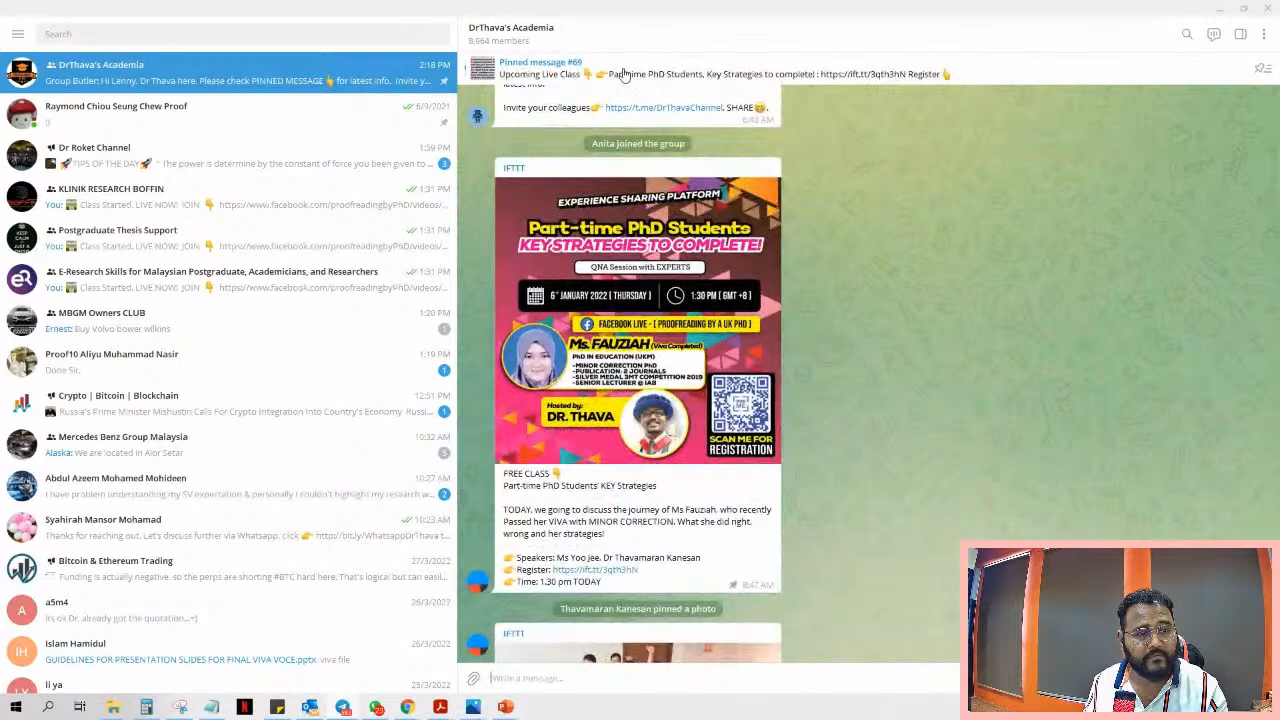 Search
DrThava's Academia
2:18 PM
Group Butler: Hi Lenny, Dr Thava here. Please check PINNED MESSAGE👇 for latest info. Invite y...
Raymond Chiou Seung Chew Proof
6/9/2021
:)
Dr Roket Channel
1:59 PM
🚀TIPS OF THE DAY🚀 " The power is determine by the constant of force you been given to ...
3
KLINIK RESEARCH BOFFIN
1:31 PM
You: Class Started. LIVE NOW! JOIN 👇 https://www.facebook.com/proofreadingbyPhD/videos/...
Postgraduate Thesis Support
1:31 PM
You: Class Started. LIVE NOW! JOIN 👇 https://www.facebook.com/proofreadingbyPhD/videos/...
E-Research Skills for Malaysian Postgraduate, Academicians, and Researchers
1:31 PM
You: Class Started. LIVE NOW! JOIN 👇 https://www.facebook.com/proofreadingbyPhD/videos/...
MBGM Owners CLUB
1:20 PM
Ernest: Buy Volvo bower wilkins
1
Proof10 Aliyu Muhammad Nasir
1:19 PM
Done Sir.
1
Crypto | Bitcoin | Blockchain
12:51 PM
Russia's Prime Minister Mishustin Calls For Crypto Integration Into Country's Economy Russi...
1
Mercedes Benz Group Malaysia
10:32 AM
Alaska: We are located in Alor Setar
5
Abdul Azeem Mohamed Mohideen
10:27 AM
I have problem understanding my SV expectation & personally I couldn't highlight my research w...
2
Syahirah Mansor Mohamad
10:23 AM
Thanks for reaching out. Let's discuss further via Whatsapp, click 👉 http://bit.ly/WhatsappDrThava t...
Bitcoin & Ethereum Trading
27/3/2022
Funding is actually negative, so the perps are shorting #BTC hard here. That's logical but can easil...
a5m4
26/3/2022
Its ok Dr. already got the quotation...=)
Islam Hamidul
26/3/2022
GUIDELINES FOR PRESENTATION SLIDES FOR FINAL VIVA VOCE.pptx, viva file
li ya
25/3/2022
DrThava's Academia
8,964 members
Pinned message #69
Upcoming Live Class 👇 👉Part-time PhD Students, Key Strategies to complete! : https://ift.tt/3qth3hN Register👆
latest info.
Invite your colleagues👉 https://t.me/DrThavaChannel, SHARE😁.
6:40 AM
Anita joined the group
IFTTT
EXPERIENCE SHARING PLATFORM
Part-time PhD Students
KEY STRATEGIES TO COMPLETE!
QNA Session with EXPERTS
6th JANUARY 2022 ( THURSDAY )
1:30 PM ( GMT +8)
FACEBOOK LIVE - ( PROOFREADING BY A UK PHD )
Ms. FAUZIAH (Viva Completed)
PHD IN EDUCATION (UKM)
-MINOR CORRECTION PhD
-PUBLICATION: 2 JOURNALS
-SILVER MEDAL 3MT COMPETITION 2019
-SENIOR LECTURER @ IAB
Hosted by:
DR. THAVA
SCAN ME FOR
REGISTRATION
FREE CLASS 👇
Part-time PhD Students' KEY Strategies
TODAY, we going to discuss the journey of Ms Fauziah, who recently
Passed her VIVA with MINOR CORRECTION. What she did right,
wrong and her strategies!
👉Speakers: Ms Yoo Jee, Dr Thavamaran Kanesan
👉Register: https://ift.tt/3qth3hN
👉Time: 1.30 pm TODAY
8:47 AM
Thavamaran Kanesan pinned a photo
IFTTT
Write a message...